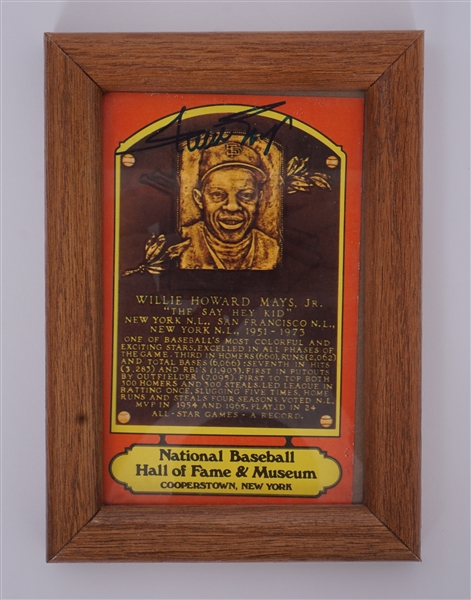 Willie Mays
SF
WILLIE HOWARD MAYS, JR.
"THE SAY HEY KID"
NEW YORK N.L., SAN FRANCISCO N.L.,
NEW YORK N.L., 1951-1973
ONE OF BASEBALL'S MOST COLORFUL AND
EXCITING STARS. EXCELLED IN ALL PHASES OF
THE GAME. THIRD IN HOMERS (660), RUNS (2,062)
AND TOTAL BASES (6,066); SEVENTH IN HITS
(3,283) AND RBI'S (1,903). FIRST IN PUTOUTS
BY OUTFIELDER (7,095). FIRST TO TOP BOTH
300 HOMERS AND 300 STEALS. LED LEAGUE IN
BATTING ONCE, SLUGGING FIVE TIMES, HOME
RUNS AND STEALS FOUR SEASONS. VOTED N.L.
MVP IN 1954 AND 1965. PLAYED IN 24
ALL-STAR GAMES - A RECORD.
National Baseball
Hall of Fame & Museum
COOPERSTOWN, NEW YORK